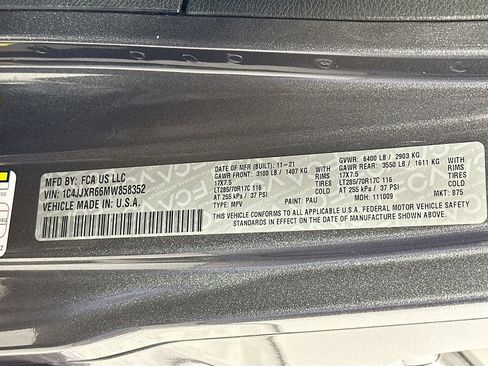 MFD BY: FCA US LLC
DATE OF MFR (BUILT): 11-21
GVWR: 6400 LB / 2903 KG
VIN: 1C4JJXR66MW858352
GAWR FRONT: 3100 LB / 1407 KG
GAWR REAR: 3550 LB / 1611 KG
VEHICLE MADE IN: U.S.A.
17X7.5 RIMS WITH
17X7.5 RIMS WITH
LT285/70R17C 116 TIRES
LT285/70R17C 116 TIRES
AT 255 kPa / 37 PSI COLD
AT 255 kPa / 37 PSI COLD
THIS VEHICLE CONFORMS TO ALL APPLICABLE U.S.A. FEDERAL MOTOR VEHICLE SAFETY
STANDARDS IN EFFECT ON THE DATE OF MANUFACTURE SHOWN ABOVE.
TYPE: MPV
PAINT: PAU
MDH: 111009
MKT: 875